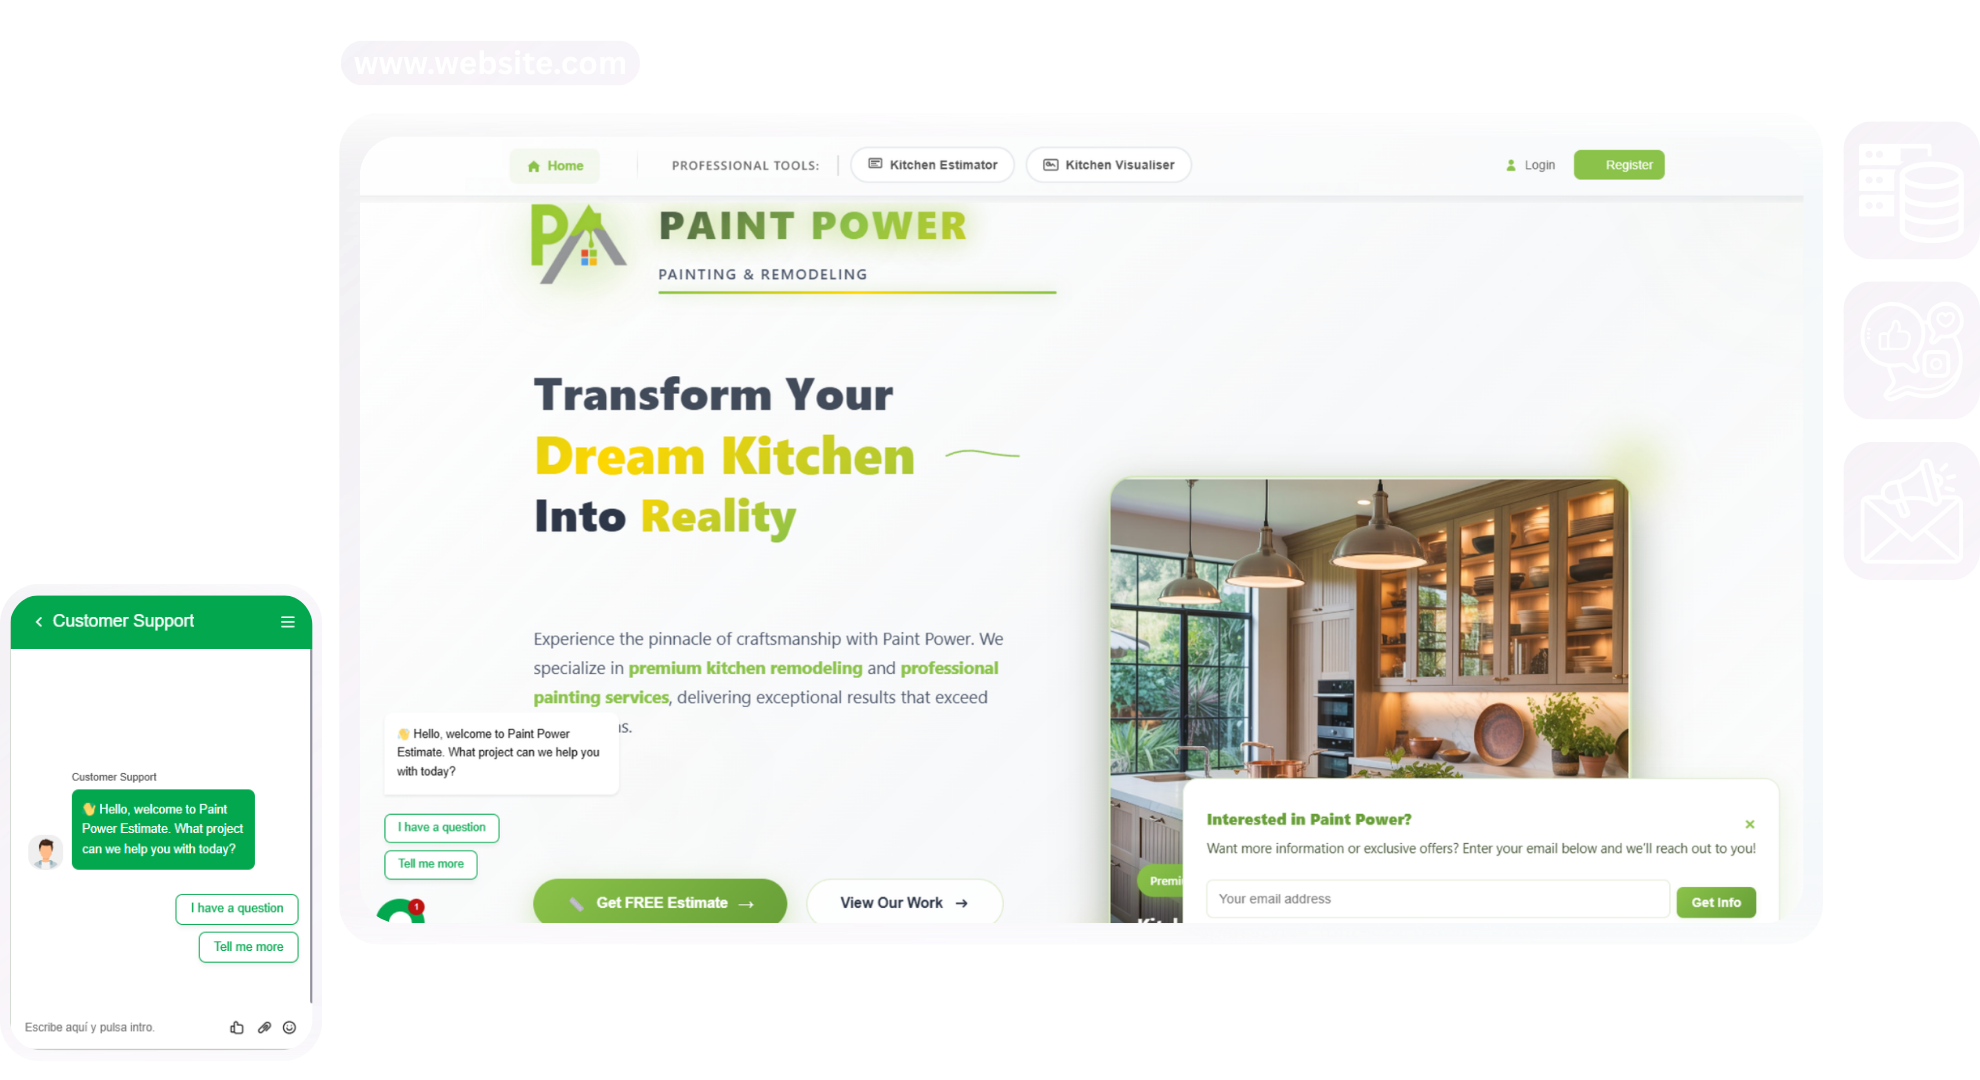 www.website.com
Home
PROFESSIONAL TOOLS:
Kitchen Estimator
Kitchen Visualiser
Login
Register
PAINT POWER
PAINTING & REMODELING
Transform Your
Dream Kitchen
Into Reality
Experience the pinnacle of craftsmanship with Paint Power. We
specialize in premium kitchen remodeling and professional
painting services, delivering exceptional results that exceed
👋 Hello, welcome to Paint Power
Estimate. What project can we help you
with today?
I have a question
Tell me more
1
Get FREE Estimate →
View Our Work →
Interested in Paint Power?
×
Want more information or exclusive offers? Enter your email below and we'll reach out to you!
Your email address
Get Info
Customer Support
Customer Support
👋 Hello, welcome to Paint
Power Estimate. What project
can we help you with today?
I have a question
Tell me more
Escribe aquí y pulsa intro.